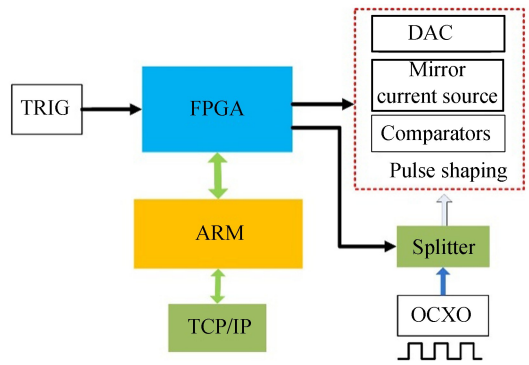 DAC
Mirror
current source
Comparators
Pulse shaping
TRIG
FPGA
ARM
Splitter
TCP/IP
OCXO